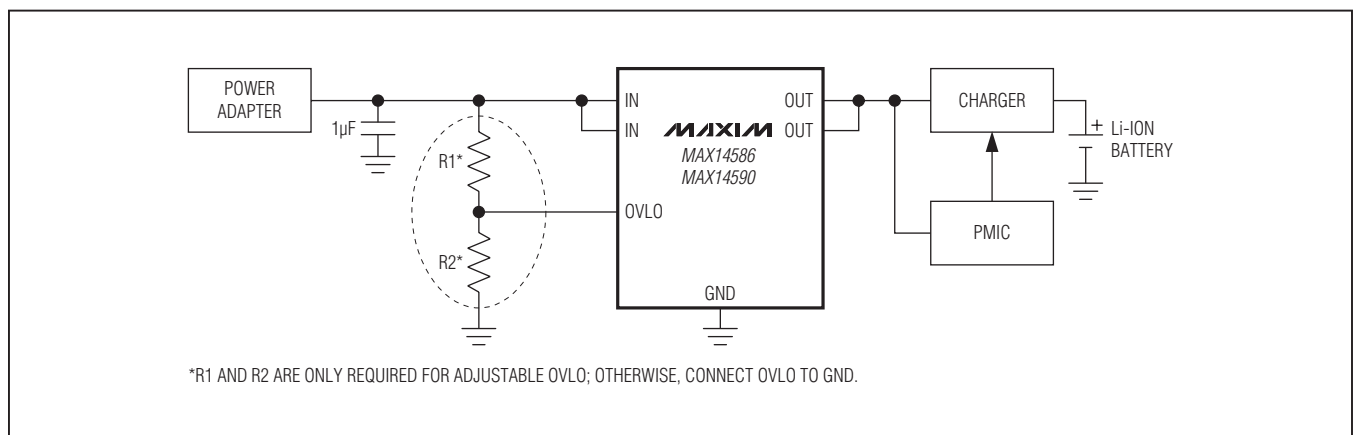 POWER
ADAPTER
1µF
R1*
R2*
IN
IN
OVLO
MAXIM
MAX14586
MAX14590
OUT
OUT
GND
CHARGER
PMIC
+
Li-ION
BATTERY
*R1 AND R2 ARE ONLY REQUIRED FOR ADJUSTABLE OVLO; OTHERWISE, CONNECT OVLO TO GND.